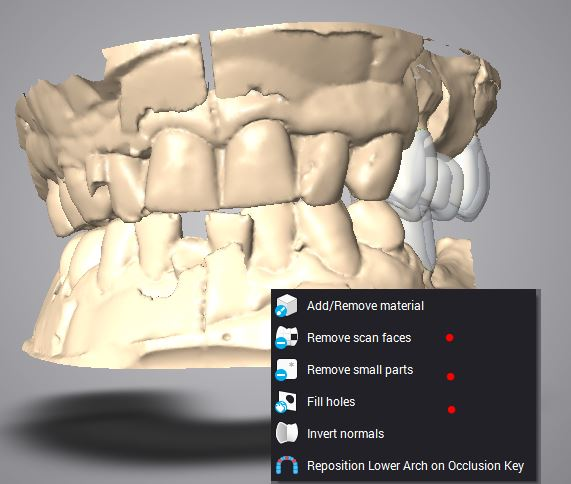 Add/Remove material
Remove scan faces
Remove small parts
Fill holes
Invert normals
Reposition Lower Arch on Occlusion Key